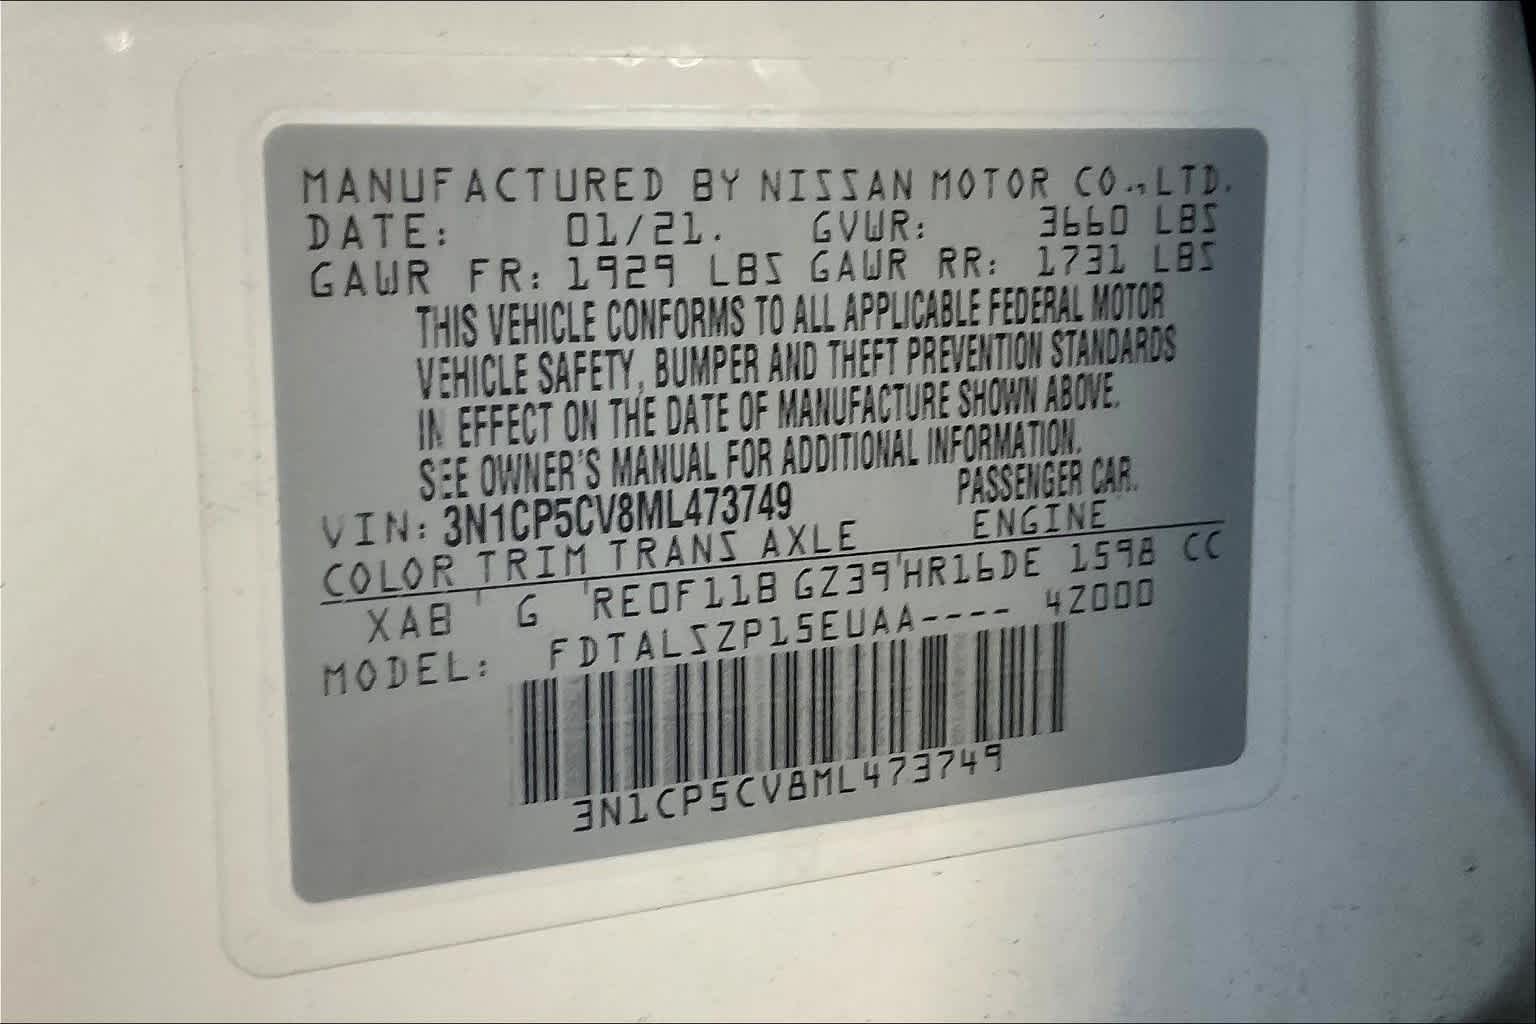 MANUFACTURED BY NISSAN MOTOR CO.,LTD.
DATE: 01/21. GVWR: 3660 LBS
GAWR FR: 1929 LBS GAWR RR: 1731 LBS
THIS VEHICLE CONFORMS TO ALL APPLICABLE FEDERAL MOTOR
VEHICLE SAFETY, BUMPER AND THEFT PREVENTION STANDARDS
IN EFFECT ON THE DATE OF MANUFACTURE SHOWN ABOVE.
SEE OWNER'S MANUAL FOR ADDITIONAL INFORMATION.
VIN: 3N1CP5CV8ML473749 PASSENGER CAR.
COLOR TRIM TRANS AXLE ENGINE
XAB ' G 'RE0F11B GZ39'HR16DE 1598 CC
MODEL: FDTALSZP15EUAA---- 4Z000
3N1CP5CV8ML473749